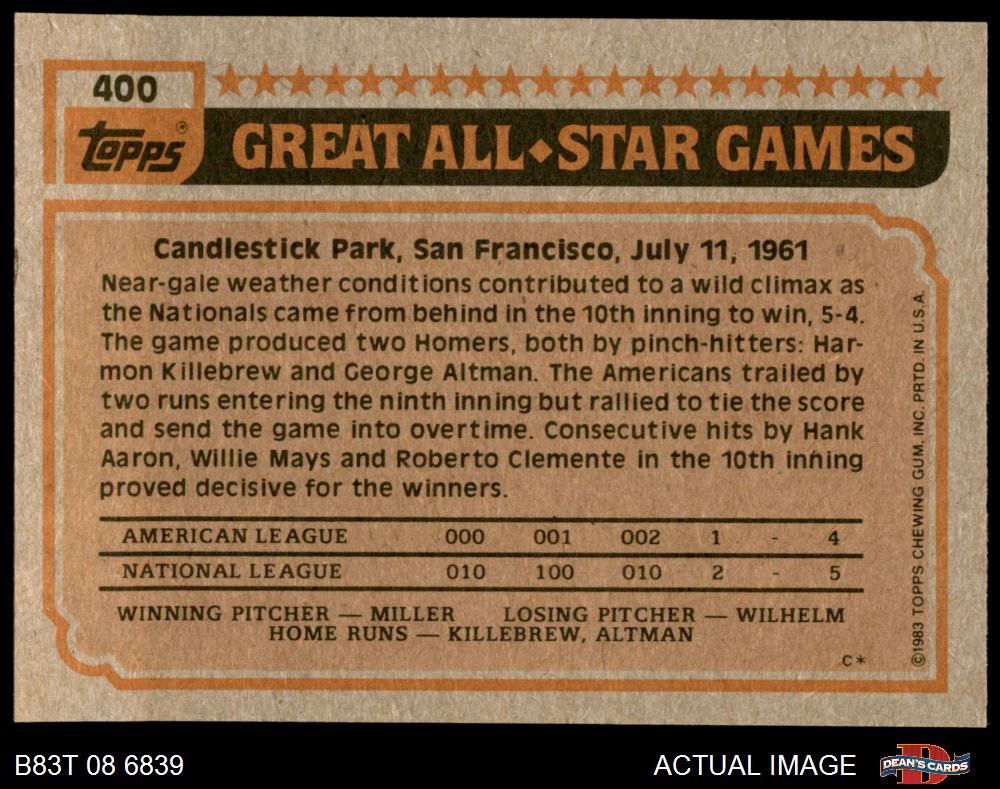 400
Topps®
GREAT ALL◆STAR GAMES
Candlestick Park, San Francisco, July 11, 1961
Near-gale weather conditions contributed to a wild climax as
the Nationals came from behind in the 10th inning to win, 5-4.
The game produced two Homers, both by pinch-hitters: Har-
mon Killebrew and George Altman. The Americans trailed by
two runs entering the ninth inning but rallied to tie the score
and send the game into overtime. Consecutive hits by Hank
Aaron, Willie Mays and Roberto Clemente in the 10th inning
proved decisive for the winners.
AMERICAN LEAGUE 000 001 002 1 - 4
NATIONAL LEAGUE 010 100 010 2 - 5
WINNING PITCHER — MILLER LOSING PITCHER — WILHELM
HOME RUNS — KILLEBREW, ALTMAN
C*
©1983 TOPPS CHEWING GUM, INC. PRTD. IN U.S.A.
B83T 08 6839
ACTUAL IMAGE
DEAN'S CARDS